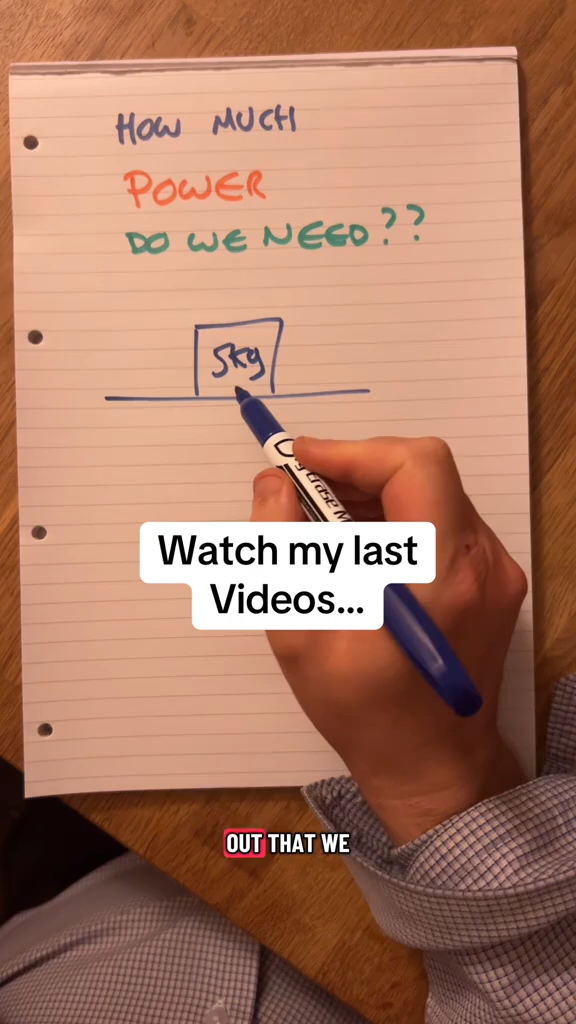 HOW MUCH
POWER
DO WE NEED??
5kg
Watch my last
Videos...
OUT THAT WE